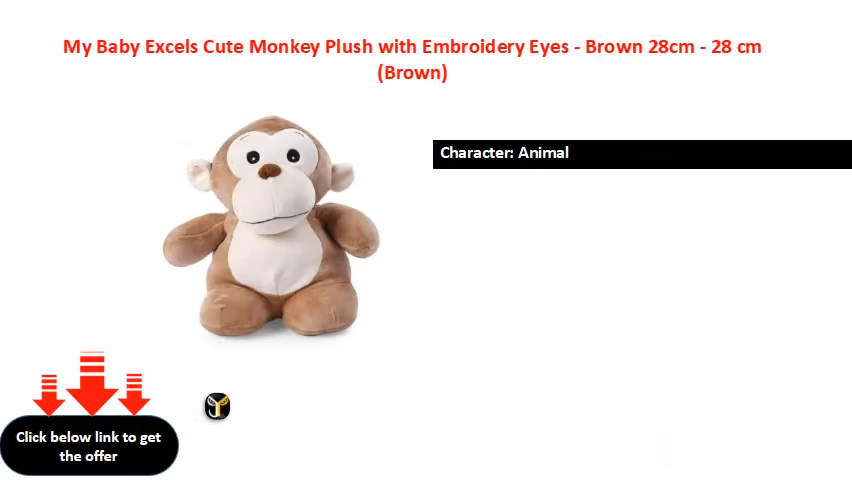 My Baby Excels Cute Monkey Plush with Embroidery Eyes - Brown 28cm - 28 cm
(Brown)
Character: Animal
Click below link to get
the offer